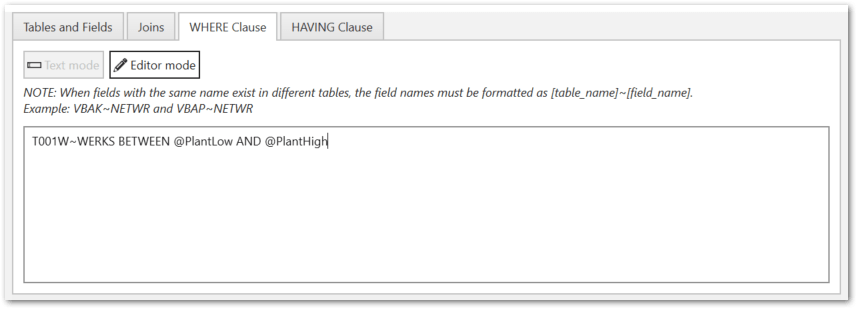 Tables and Fields Joins WHERE Clause HAVING Clause
Text mode Editor mode
NOTE: When fields with the same name exist in different tables, the field names must be formatted as [table_name]~[field_name].
Example: VBAK~NETWR and VBAP~NETWR
T001W~WERKS BETWEEN @PlantLow AND @PlantHigh